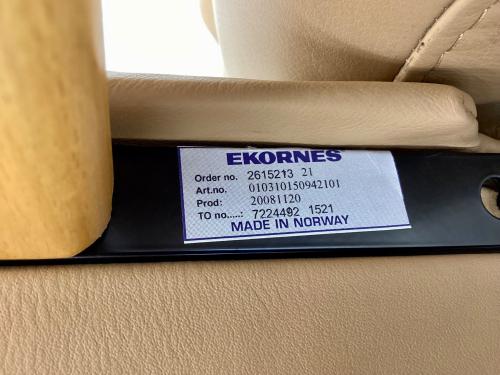 EKORNES
Order no. 2615213 21
Art.no. 010310150942101
Prod: 20081120
TO no.....: 7224492 1521
MADE IN NORWAY